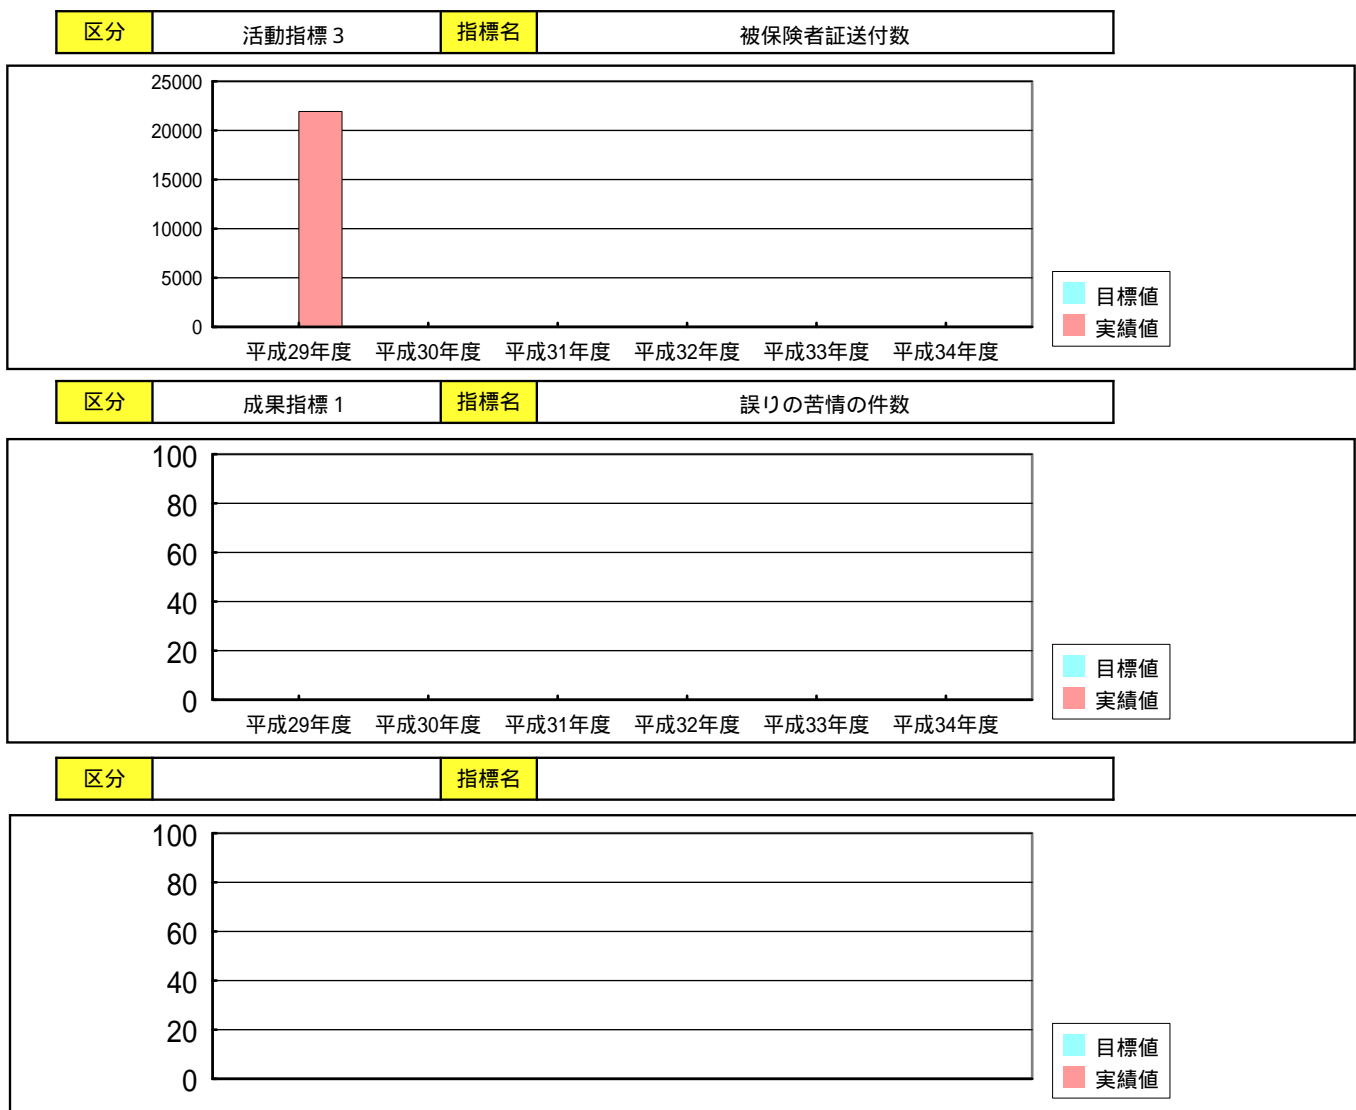 区分 活動指標３ 指標名 被保険者証送付数
25000
20000
15000
10000
5000
0
平成29年度 平成30年度 平成31年度 平成32年度 平成33年度 平成34年度
目標値
実績値
区分 成果指標１ 指標名 誤りの苦情の件数
100
80
60
40
20
0
平成29年度 平成30年度 平成31年度 平成32年度 平成33年度 平成34年度
目標値
実績値
区分 指標名
100
80
60
40
20
0
目標値
実績値